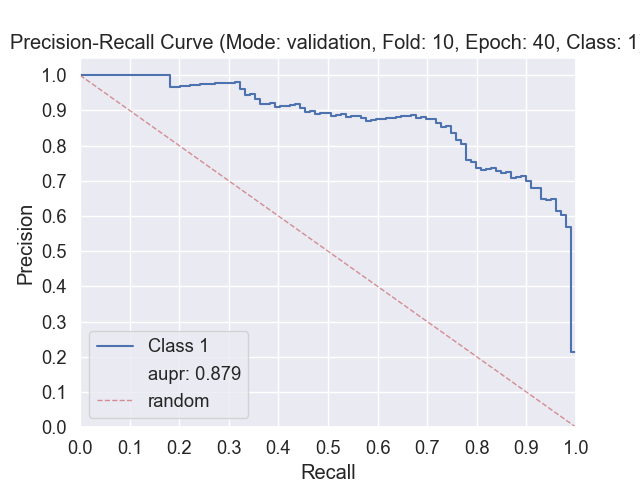 Precision-Recall Curve (Mode: validation, Fold: 10, Epoch: 40, Class: 1
1.0
0.9
0.8
0.7
0.6
0.5
0.4
0.3
0.2
0.1
0.0
Precision
Class 1
aupr: 0.879
random
0.0 0.1 0.2 0.3 0.4 0.5 0.6 0.7 0.8 0.9 1.0
Recall